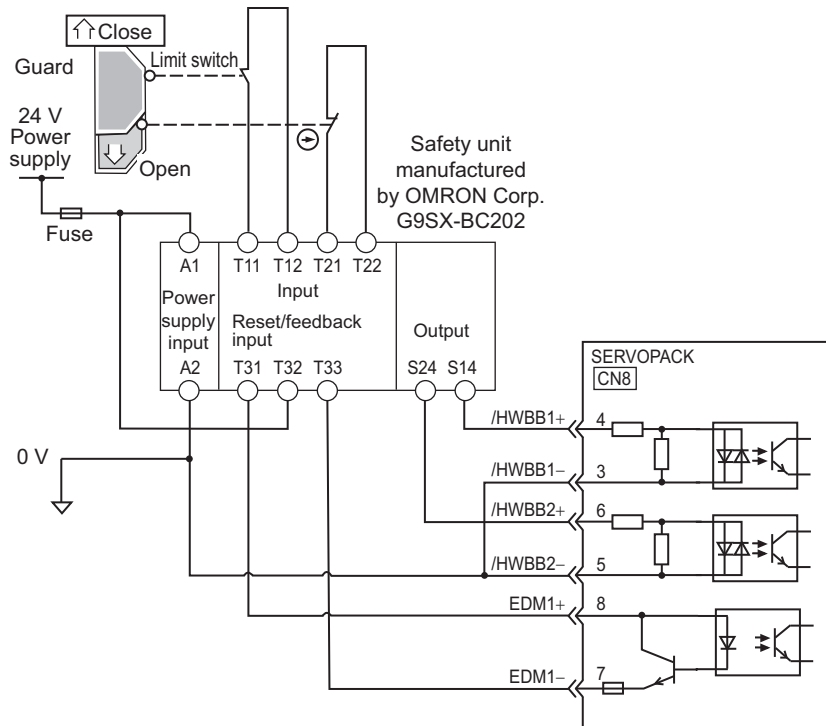 Close
Guard
Limit switch
24 V
Power
supply
Open
Fuse
Safety unit
manufactured
by OMRON Corp.
G9SX-BC202
A1
T11
T12
T21
T22
Power
supply
input
Input
Reset/feedback
input
Output
A2
T31
T32
T33
S24
S14
SERVOPACK
CN8
0 V
/HWBB1+
4
/HWBB1−
3
/HWBB2+
6
/HWBB2−
5
EDM1+
8
EDM1−
7